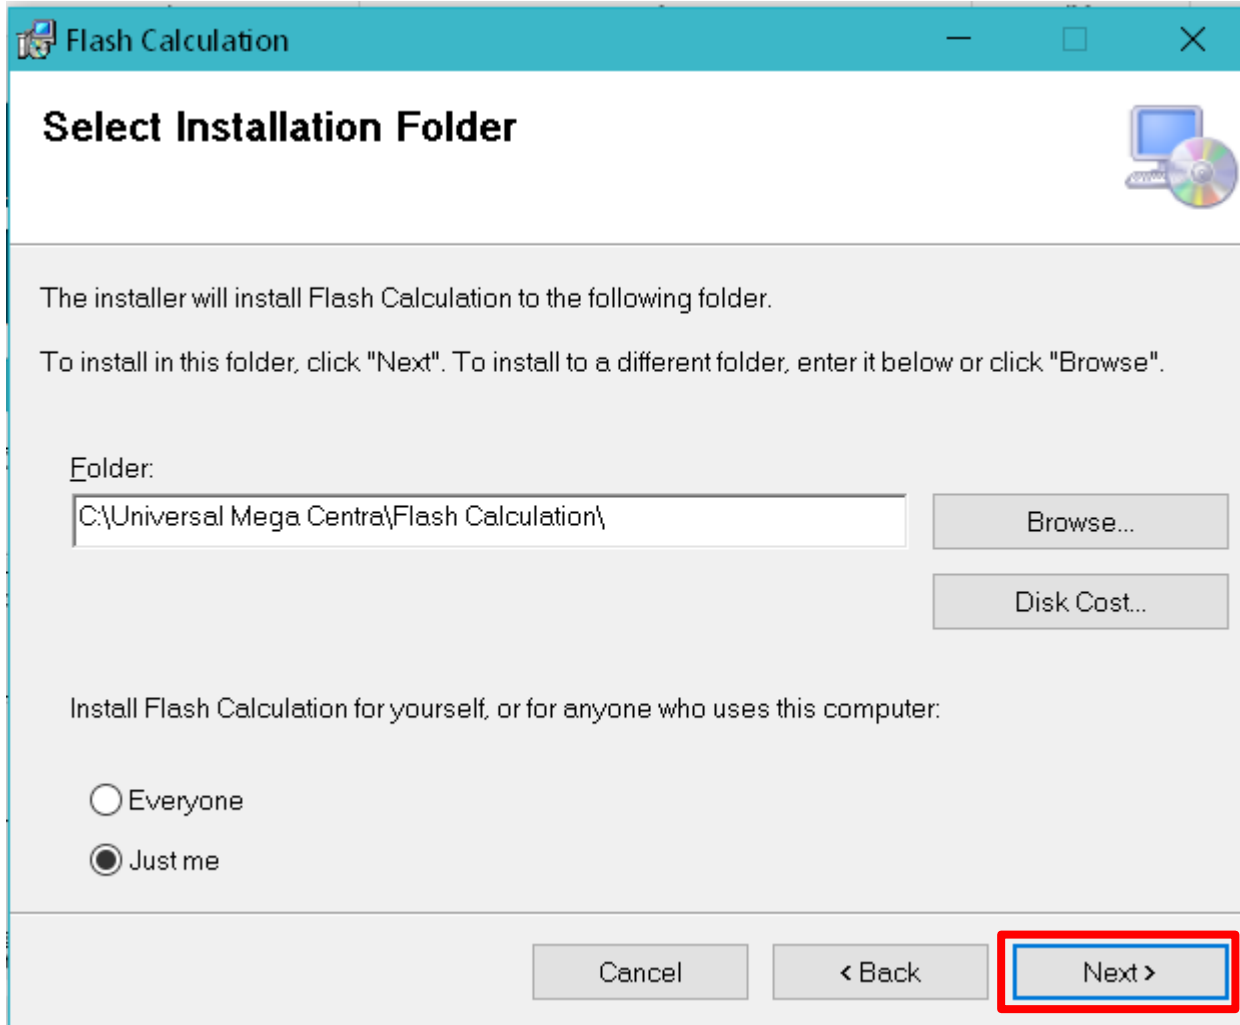 Flash Calculation
Select Installation Folder
The installer will install Flash Calculation to the following folder.
To install in this folder, click "Next". To install to a different folder, enter it below or click "Browse".
Folder:
C:\Universal Mega Centra\Flash Calculation\
Browse...
Disk Cost...
Install Flash Calculation for yourself, or for anyone who uses this computer:
Everyone
Just me
Cancel
< Back
Next >